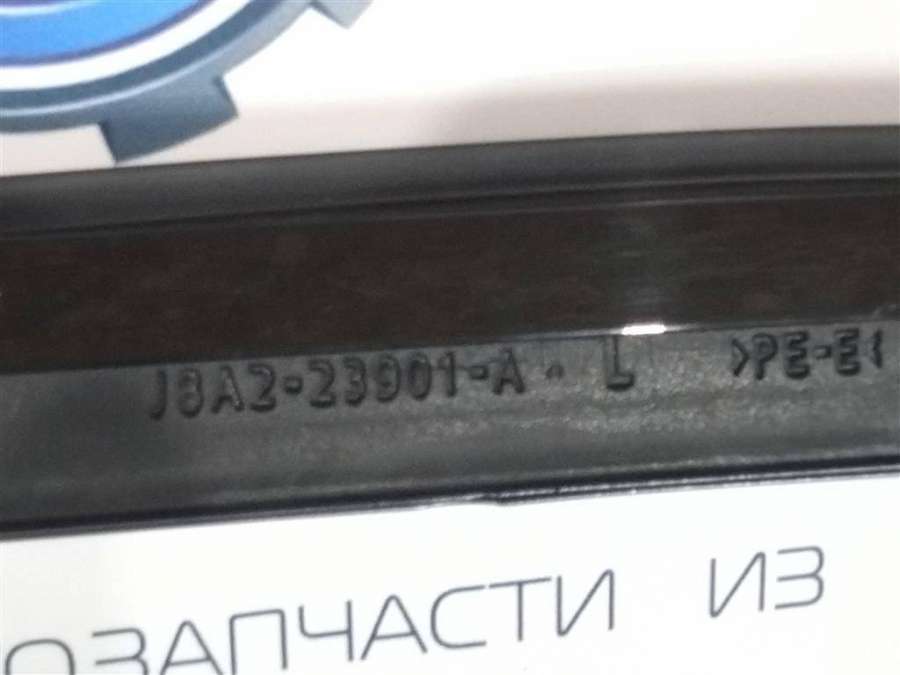 J8A2-23901-A . L >PE-E<
ОЗАПЧАСТИ ИЗ